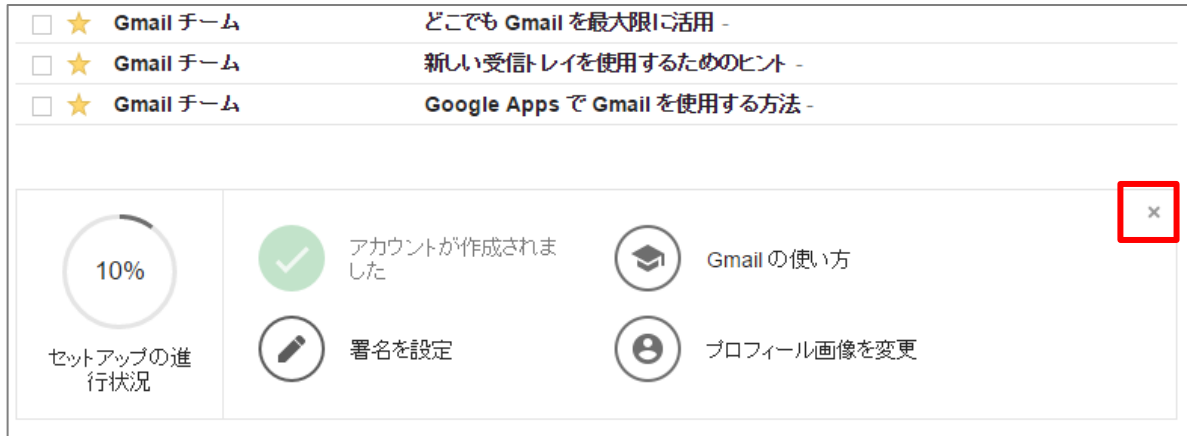 Gmail チーム どこでも Gmail を最大限に活用 -
Gmail チーム 新しい受信トレイを使用するためのヒント -
Gmail チーム Google Apps で Gmail を使用する方法 -
10%
セットアップの進
行状況
アカウントが作成されま
した
Gmail の使い方
×
署名を設定
プロフィール画像を変更